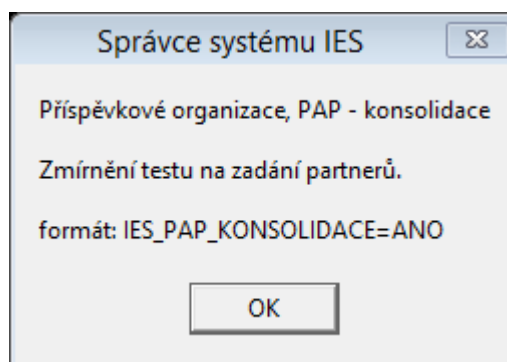 Správce systému IES
Příspěvkové organizace, PAP - konsolidace
Zmírnění testu na zadání partnerů.
formát: IES_PAP_KONSOLIDACE=ANO
OK